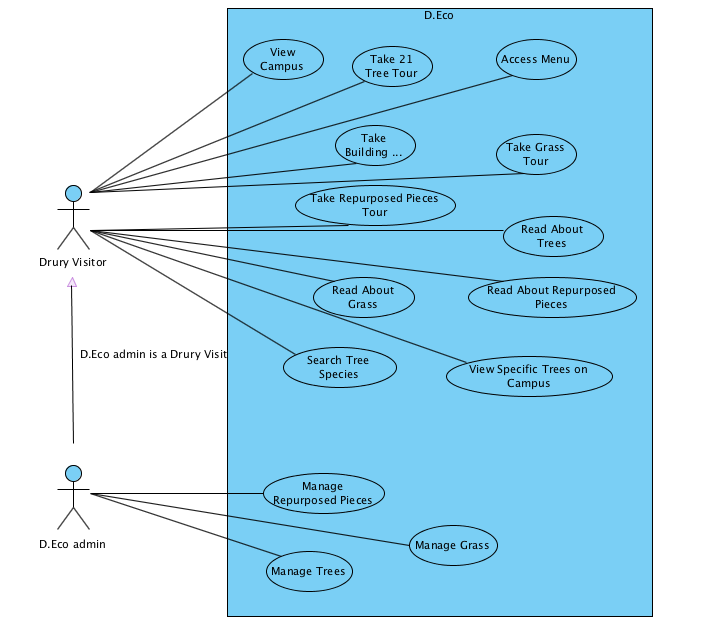 D.Eco
View
Campus
Take 21
Tree Tour
Access Menu
Take
Building ...
Take Grass
Tour
Take Repurposed Pieces
Tour
Read About
Trees
Drury Visitor
Read About
Grass
Read About Repurposed
Pieces
D.Eco admin is a Drury Visit
Search Tree
Species
View Specific Trees on
Campus
Manage
Repurposed Pieces
D.Eco admin
Manage Grass
Manage Trees